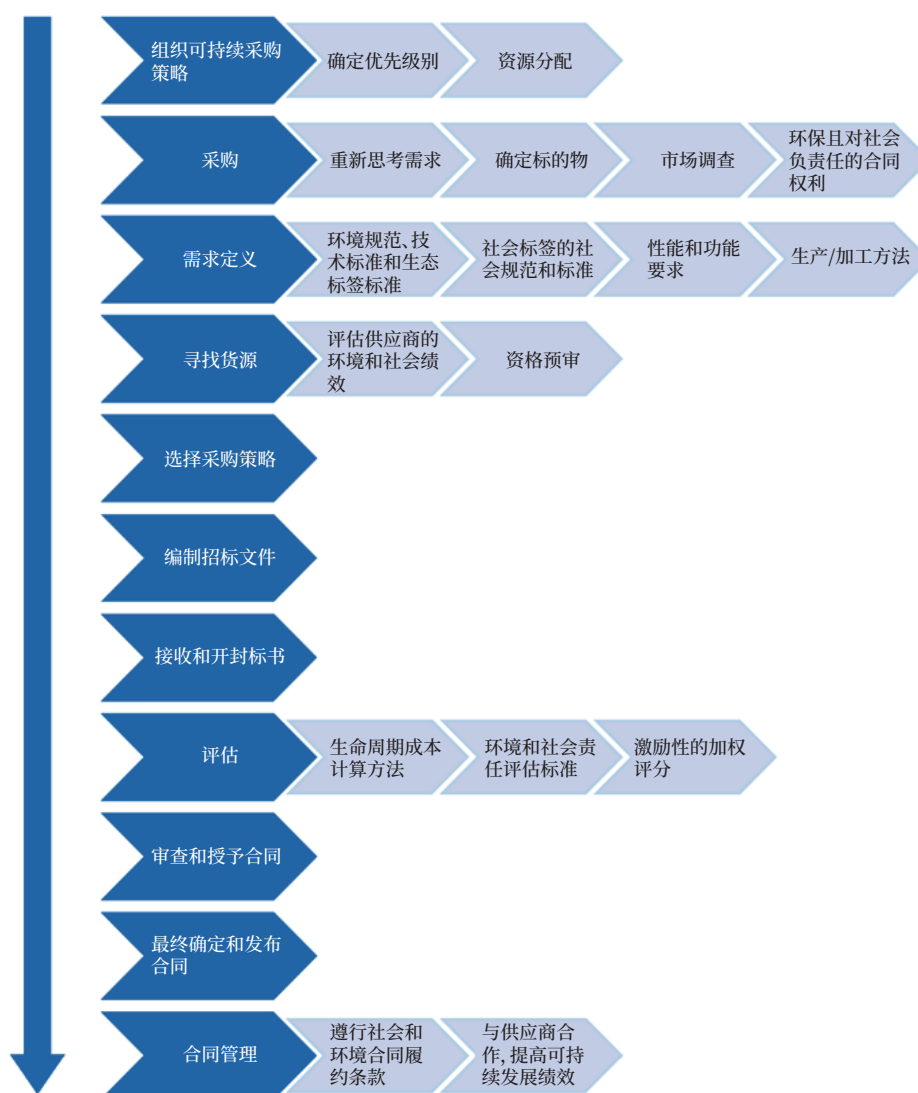 组织可持续采购
策略
确定优先级别
资源分配
采购
重新思考需求
确定标的物
市场调查
环保且对社会
负责任的合同
权利
需求定义
环境规范、技
术标准和生态
标签标准
社会标签的社
会规范和标准
性能和功能
要求
生产/加工方法
寻找货源
评估供应商的
环境和社会绩
效
资格预审
选择采购策略
编制招标文件
接收和开封标书
评估
生命周期成本
计算方法
环境和社会责
任评估标准
激励性的加权
评分
审查和授予合同
最终确定和发布
合同
合同管理
遵行社会和
环境合同履
约条款
与供应商合
作, 提高可持
续发展绩效